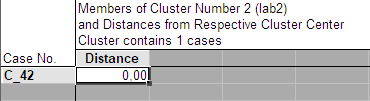 Members of Cluster Number 2 (lab2)
and Distances from Respective Cluster Center
Cluster contains 1 cases
Case No. Distance
C_42 0,00